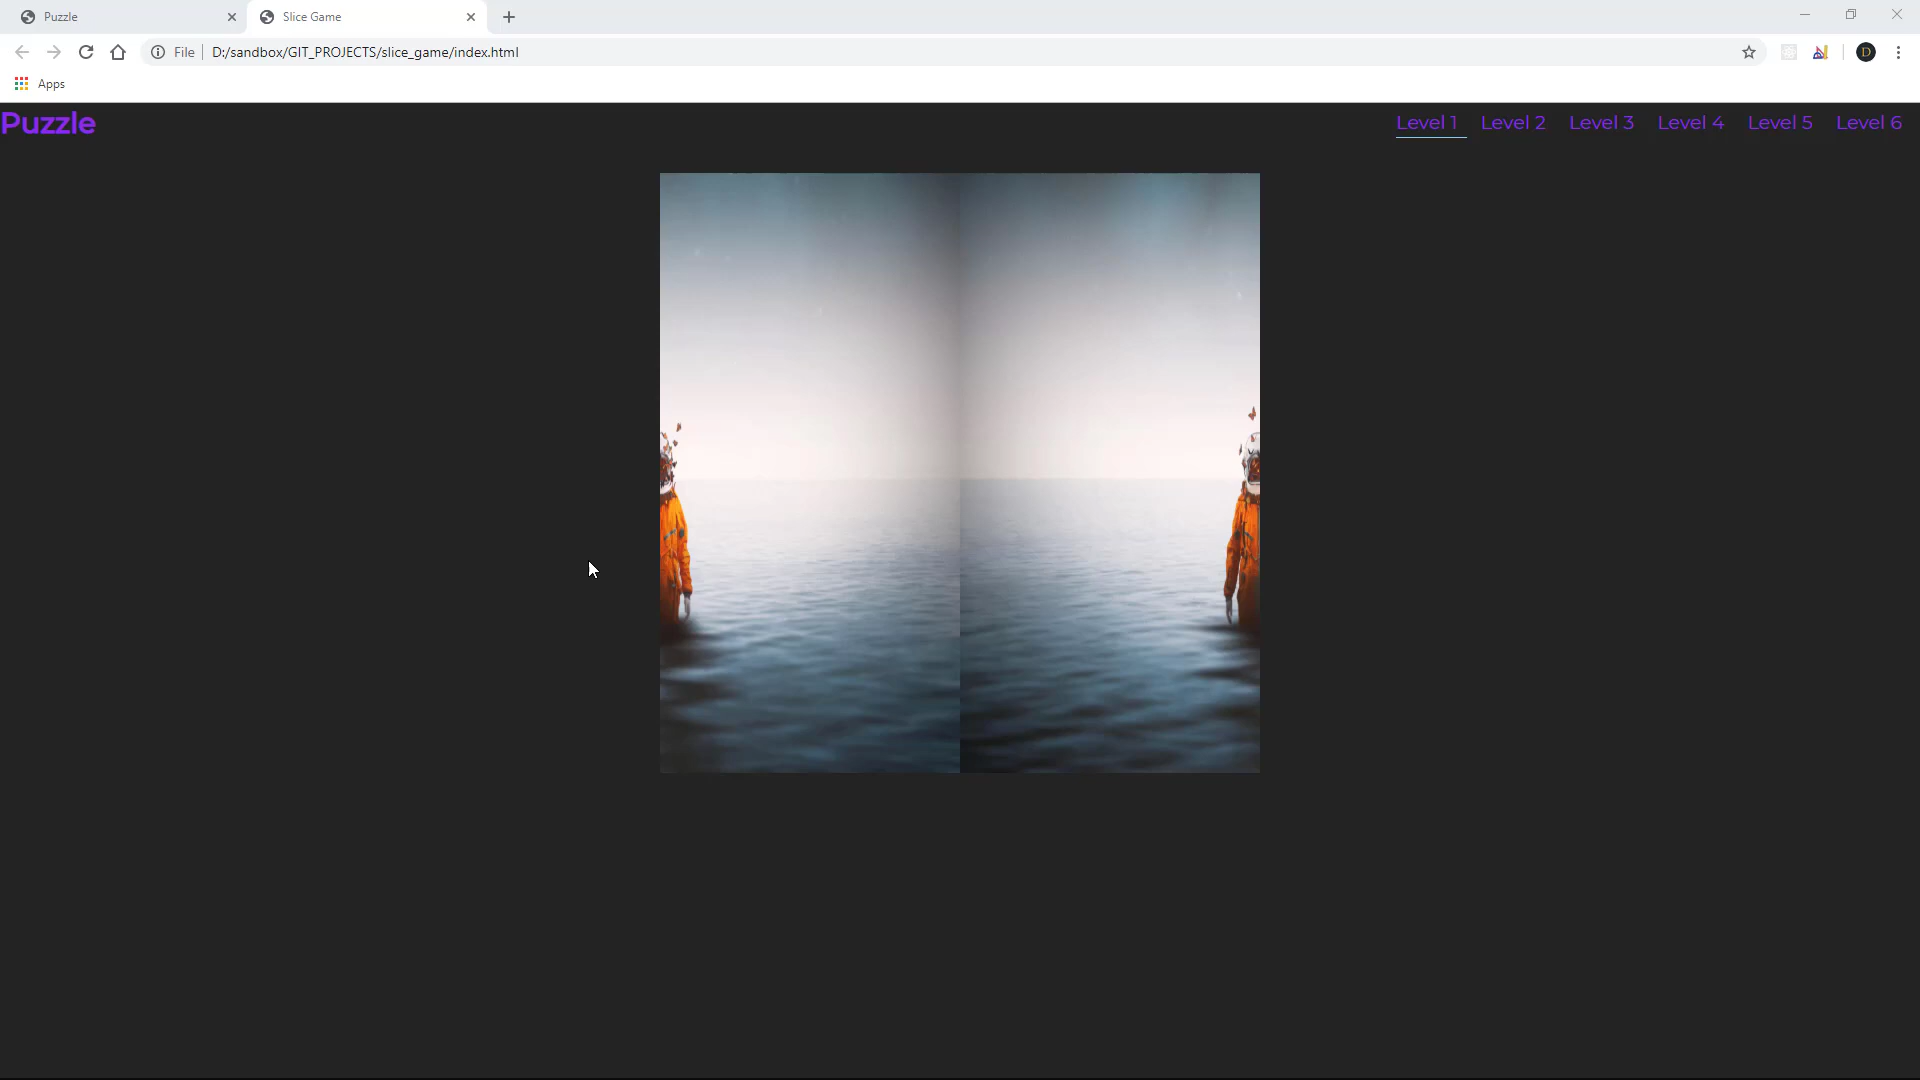 Puzzle
Slice Game
File
D:/sandbox/GIT_PROJECTS/slice_game/index.html
D
Apps
Puzzle
Level 1
Level 2
Level 3
Level 4
Level 5
Level 6